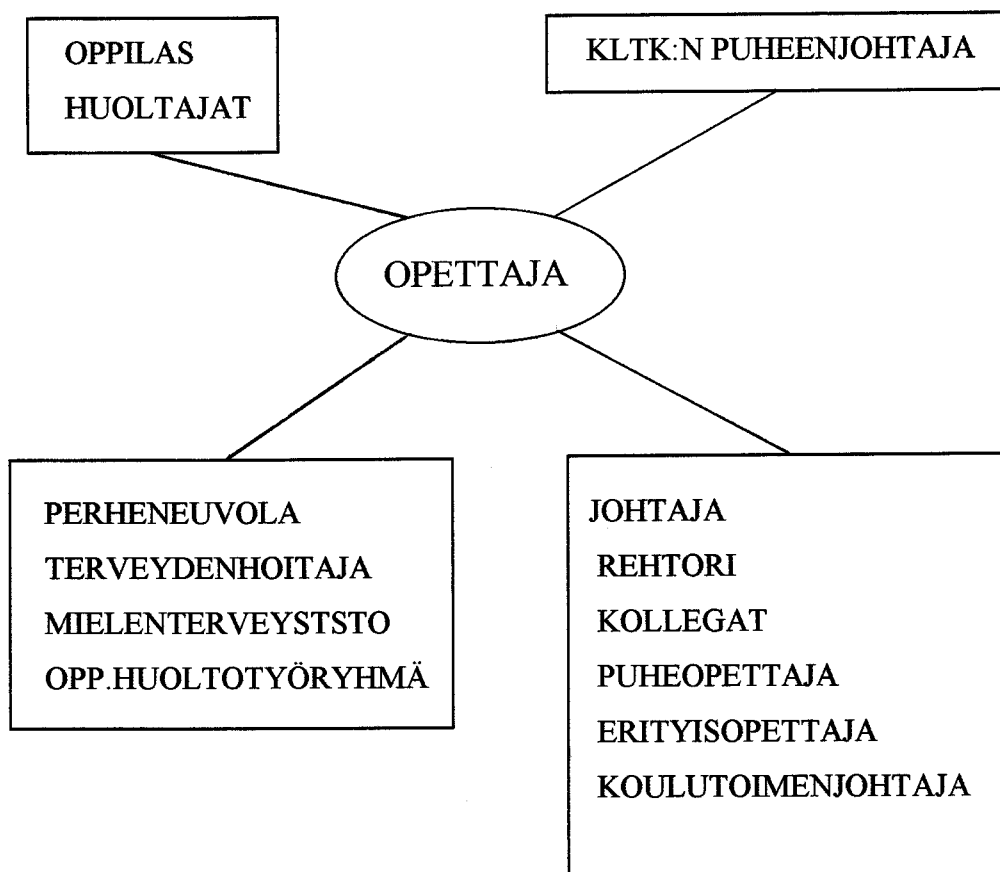 OPPILAS
HUOLTAJAT
KLTK:N PUHEENJOHTAJA
OPETTAJA
PERHENEUVOLA
TERVEYDENHOITAJA
MIELENTERVEYSTSTO
OPP.HUOLTOTYÖRYHMÄ
JOHTAJA
REHTORI
KOLLEGAT
PUHEOPETTAJA
ERITYISOPETTAJA
KOULUTOIMENJOHTAJA